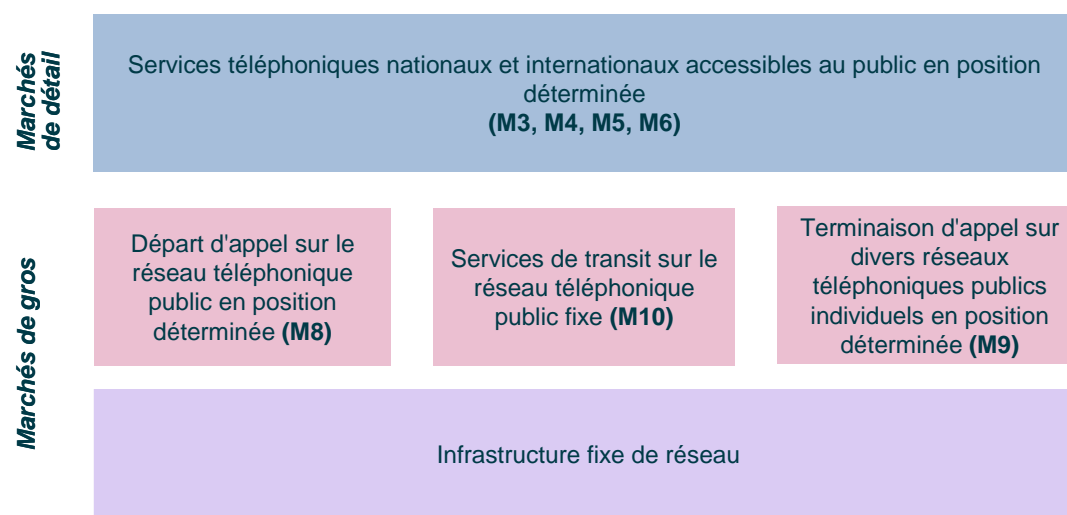 Marchés
de détail
Services téléphoniques nationaux et internationaux accessibles au public en position
déterminée
(M3, M4, M5, M6)
Marchés de gros
Départ d'appel sur le
réseau téléphonique
public en position
déterminée (M8)
Services de transit sur le
réseau téléphonique
public fixe (M10)
Terminaison d'appel sur
divers réseaux
téléphoniques publics
individuels en position
déterminée (M9)
Infrastructure fixe de réseau